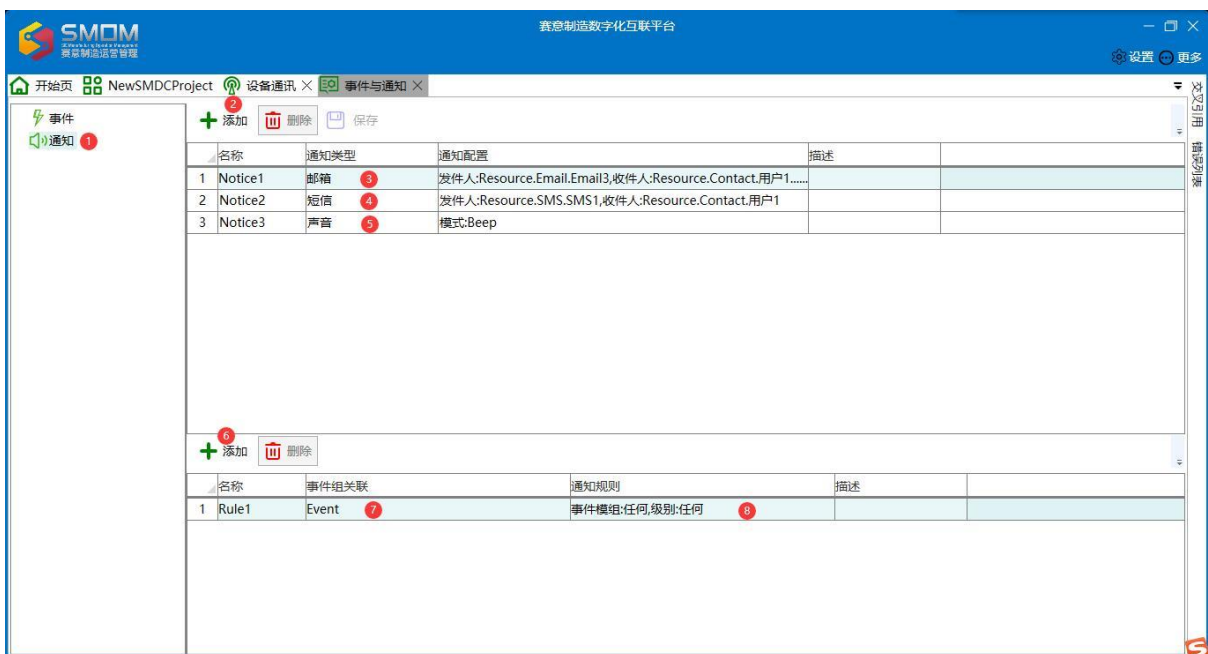 赛意制造数字化互联平台
SMOM
赛意制造运营管理
设置 更多
开始页 NewSMDCProject 设备通讯 事件与通知
交叉引用
错误列表
事件
通知 1
2
添加 删除 保存
名称 通知类型 通知配置 描述
1 Notice1 邮箱 3 发件人:Resource.Email.Email3,收件人:Resource.Contact.用户1......
2 Notice2 短信 4 发件人:Resource.SMS.SMS1,收件人:Resource.Contact.用户1
3 Notice3 声音 5 模式:Beep
6
添加 删除
名称 事件组关联 通知规则 描述
1 Rule1 Event 7 事件模组:任何,级别:任何 8